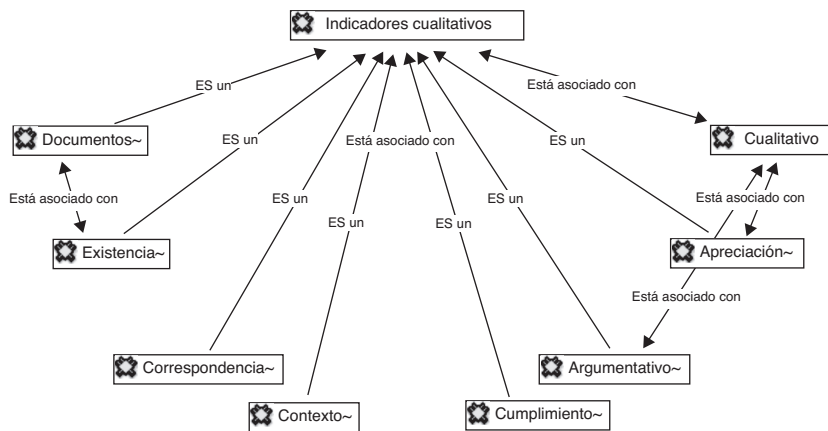 Indicadores cualitativos
ES un
Está asociado con
Documentos~
ES un
Está asociado con
ES un
Cualitativo
Está asociado con
ES un
ES un
Está asociado con
Existencia~
ES un
ES un
Apreciación~
Está asociado con
Correspondencia~
Argumentativo~
Contexto~
Cumplimiento~